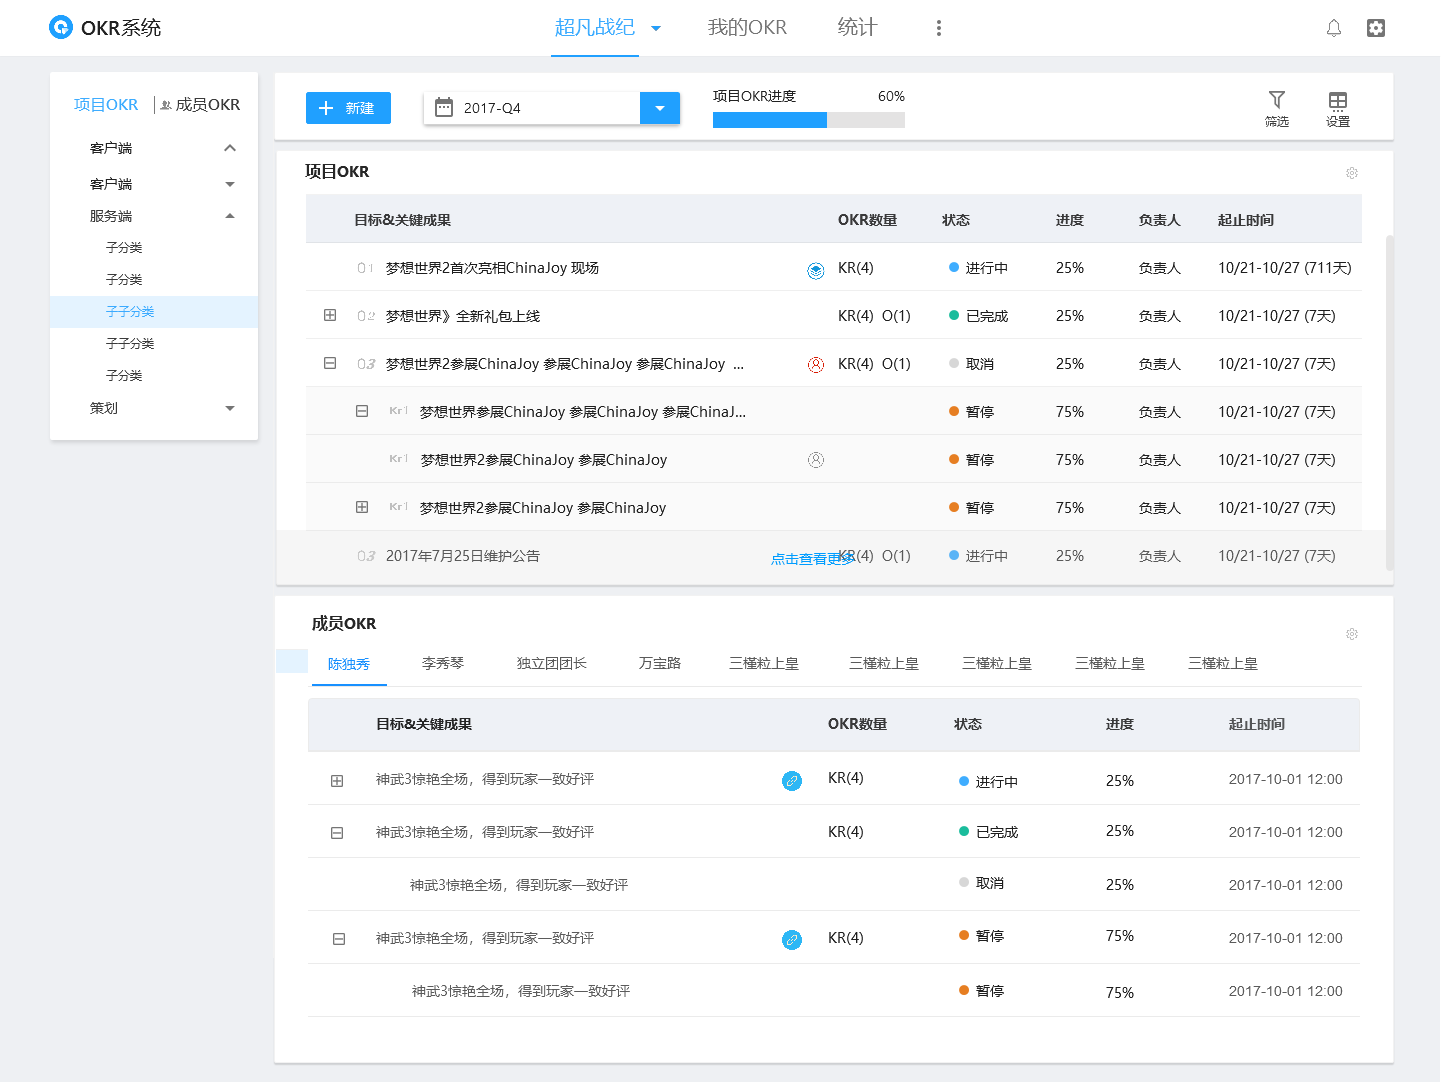 OKR系统
超凡战纪 我的OKR 统计
项目OKR 成员OKR
客户端
客户端
服务端
子分类
子分类
子子分类
子子分类
子分类
策划
新建 2017-Q4 项目OKR进度 60% 筛选 设置
项目OKR
目标&关键成果 OKR数量 状态 进度 负责人 起止时间
01 梦想世界2首次亮相ChinaJoy 现场 KR(4) 进行中 25% 负责人 10/21-10/27 (711天)
02 梦想世界》全新礼包上线 KR(4) O(1) 已完成 25% 负责人 10/21-10/27 (7天)
03 梦想世界2参展ChinaJoy 参展ChinaJoy 参展ChinaJoy ... KR(4) O(1) 取消 25% 负责人 10/21-10/27 (7天)
Kr1 梦想世界参展ChinaJoy 参展ChinaJoy 参展ChinaJ... 暂停 75% 负责人 10/21-10/27 (7天)
Kr1 梦想世界2参展ChinaJoy 参展ChinaJoy 暂停 75% 负责人 10/21-10/27 (7天)
Kr1 梦想世界2参展ChinaJoy 参展ChinaJoy 暂停 75% 负责人 10/21-10/27 (7天)
03 2017年7月25日维护公告 点击查看更多 KR(4) O(1) 进行中 25% 负责人 10/21-10/27 (7天)
成员OKR
陈独秀 李秀琴 独立团团长 万宝路 三槿粒上皇 三槿粒上皇 三槿粒上皇 三槿粒上皇 三槿粒上皇
目标&关键成果 OKR数量 状态 进度 起止时间
神武3惊艳全场，得到玩家一致好评 KR(4) 进行中 25% 2017-10-01 12:00
神武3惊艳全场，得到玩家一致好评 KR(4) 已完成 25% 2017-10-01 12:00
神武3惊艳全场，得到玩家一致好评 取消 25% 2017-10-01 12:00
神武3惊艳全场，得到玩家一致好评 KR(4) 暂停 75% 2017-10-01 12:00
神武3惊艳全场，得到玩家一致好评 暂停 75% 2017-10-01 12:00